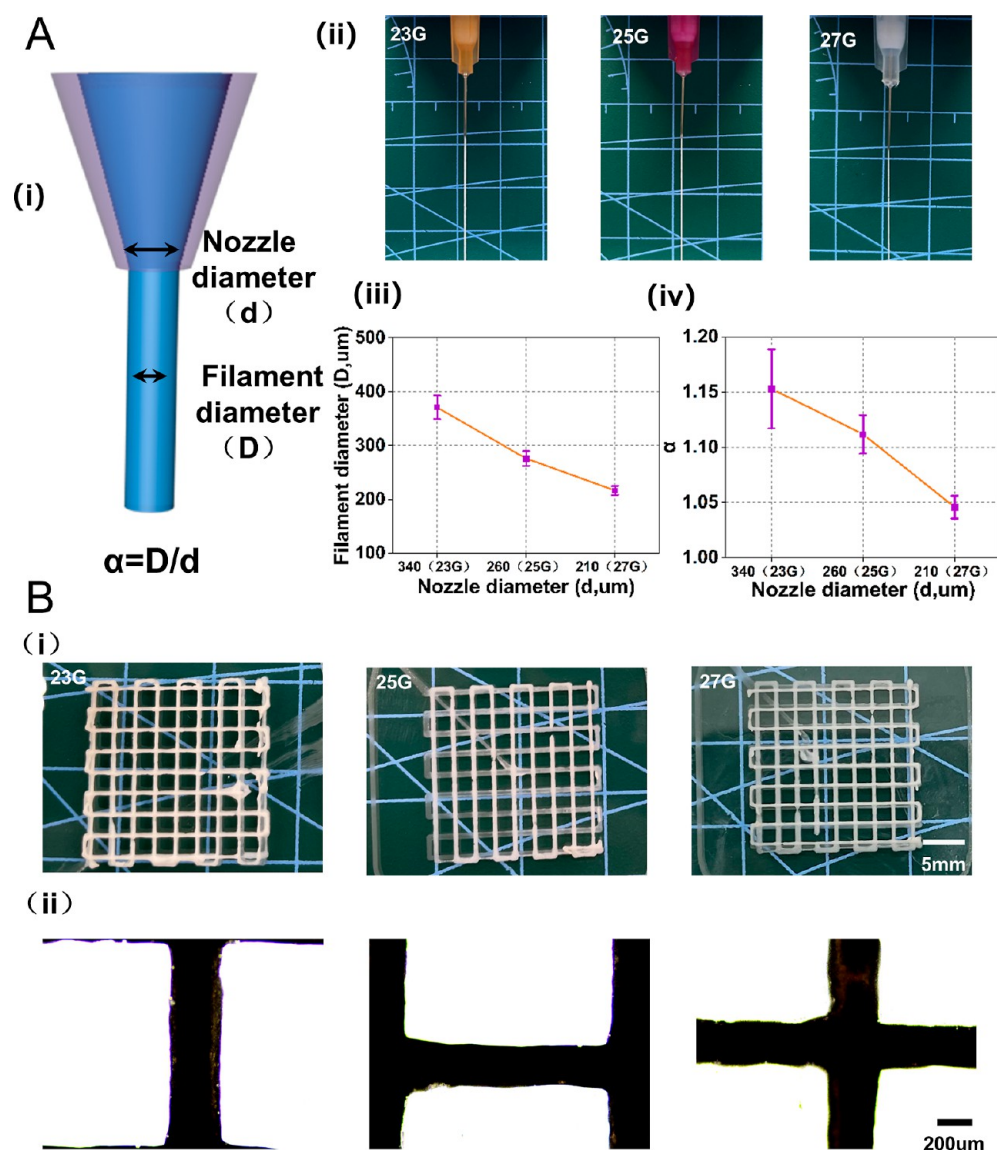 A
(i)
Nozzle
diameter
（d）
Filament
diameter
（D）
α=D/d
(ii)
23G
25G
27G
(iii)
Filament diameter (D,um)
500
400
300
200
100
340（23G） 260（25G） 210（27G）
Nozzle diameter (d,um)
(iv)
α
1.20
1.15
1.10
1.05
1.00
340（23G） 260（25G） 210（27G）
Nozzle diameter (d,um)
B
（i）
23G
25G
27G
5mm
（ii）
200um